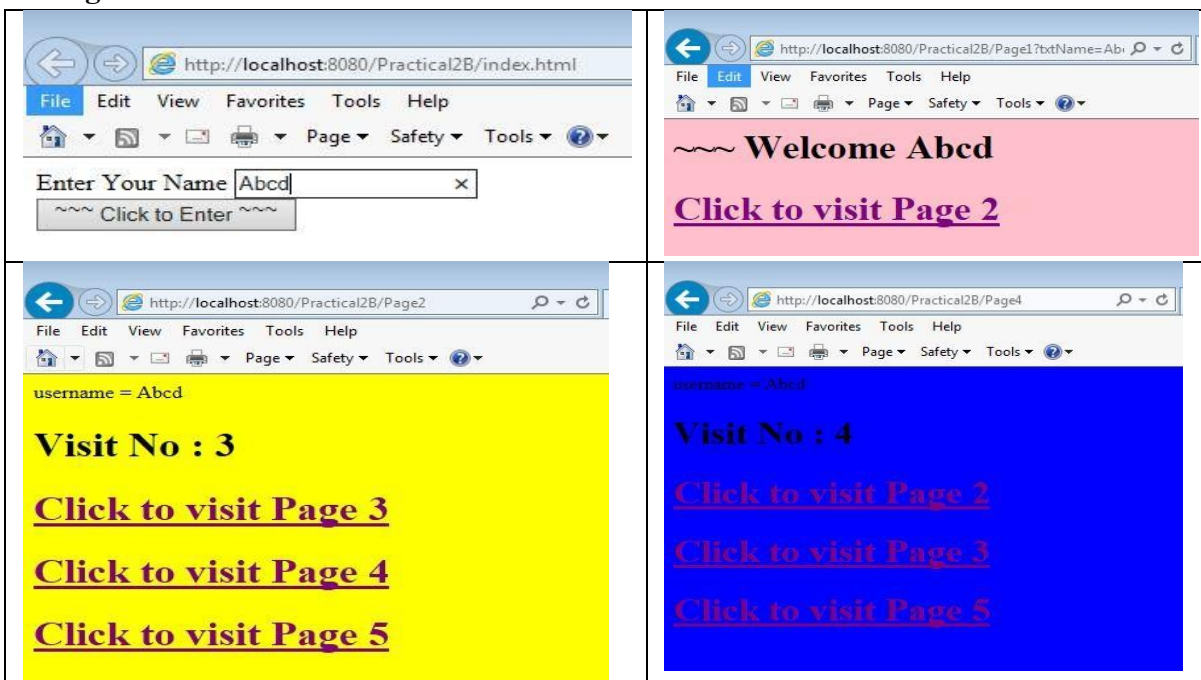 http://localhost:8080/Practical2B/index.html
File Edit View Favorites Tools Help
Page Safety Tools
Enter Your Name Abcd
~~~ Click to Enter ~~~
http://localhost:8080/Practical2B/Page1?txtName=Ab
File Edit View Favorites Tools Help
Page Safety Tools
~~~ Welcome Abcd
Click to visit Page 2
http://localhost:8080/Practical2B/Page2
File Edit View Favorites Tools Help
Page Safety Tools
username = Abcd
Visit No : 3
Click to visit Page 3
Click to visit Page 4
Click to visit Page 5
http://localhost:8080/Practical2B/Page4
File Edit View Favorites Tools Help
Page Safety Tools
username = Abcd
Visit No : 4
Click to visit Page 2
Click to visit Page 3
Click to visit Page 5